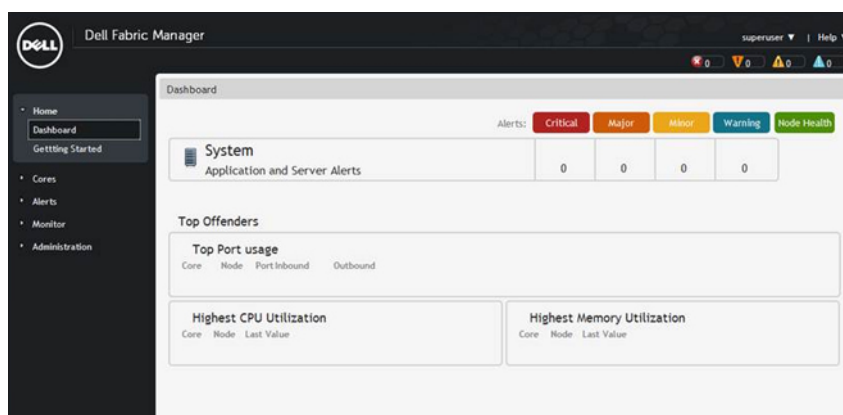 DELL
Dell Fabric Manager
superuser ▼ | Help
0 0 0 0
Dashboard
Home
Dashboard
Gettting Started
Cores
Alerts
Monitor
Administration
Alerts: Critical Major Minor Warning Node Health
System
Application and Server Alerts
0 0 0 0
Top Offenders
Top Port usage
Core Node Port Inbound Outbound
Highest CPU Utilization
Core Node Last Value
Highest Memory Utilization
Core Node Last Value